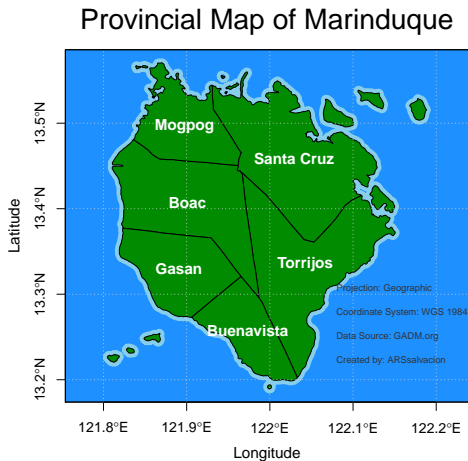 Provincial Map of Marinduque
13.5°N
13.4°N
13.3°N
13.2°N
Latitude
Mogpog
Santa Cruz
Boac
Gasan
Torrijos
Buenavista
Projection: Geographic
Coordinate System: WGS 1984
Data Source: GADM.org
Created by: ARSsalvacion
121.8°E
121.9°E
122°E
122.1°E
122.2°E
Longitude